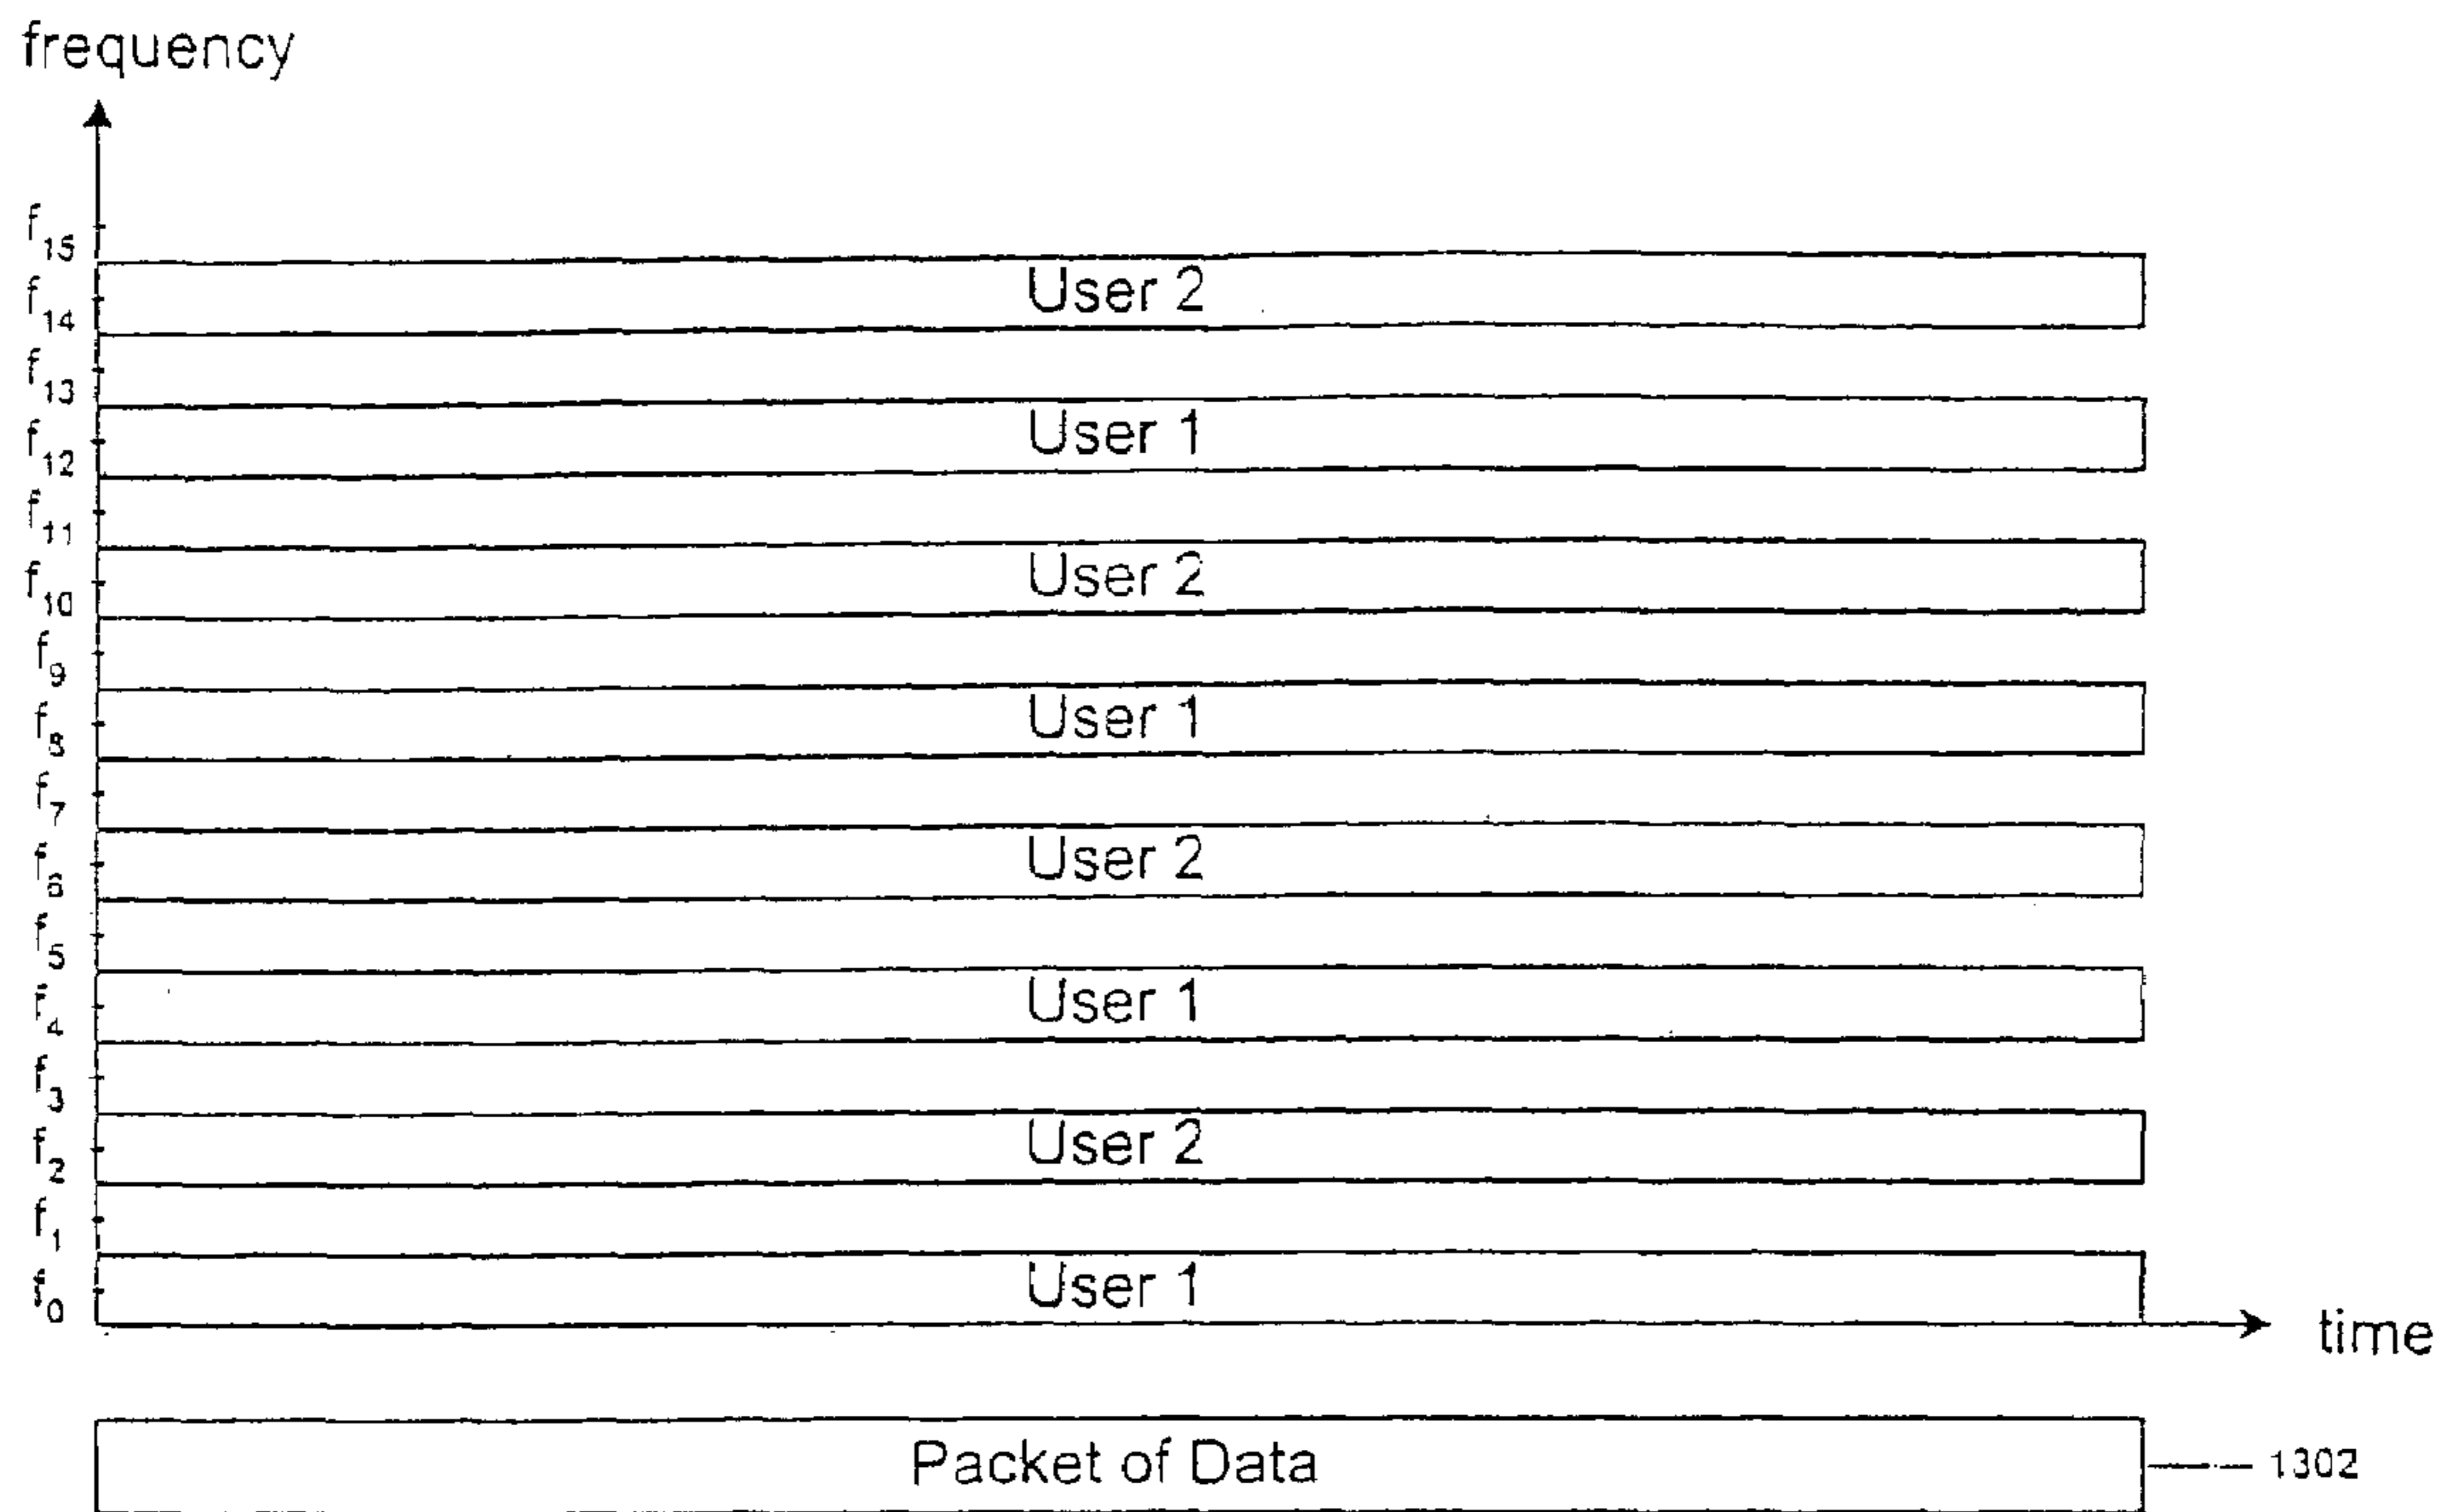 frequency
f15
User 2
f14
f13
User 1
f12
f11
User 2
f10
f9
User 1
f8
f7
User 2
f6
f5
User 1
f4
f3
User 2
f2
f1
User 1
f0
time
Packet of Data
1302